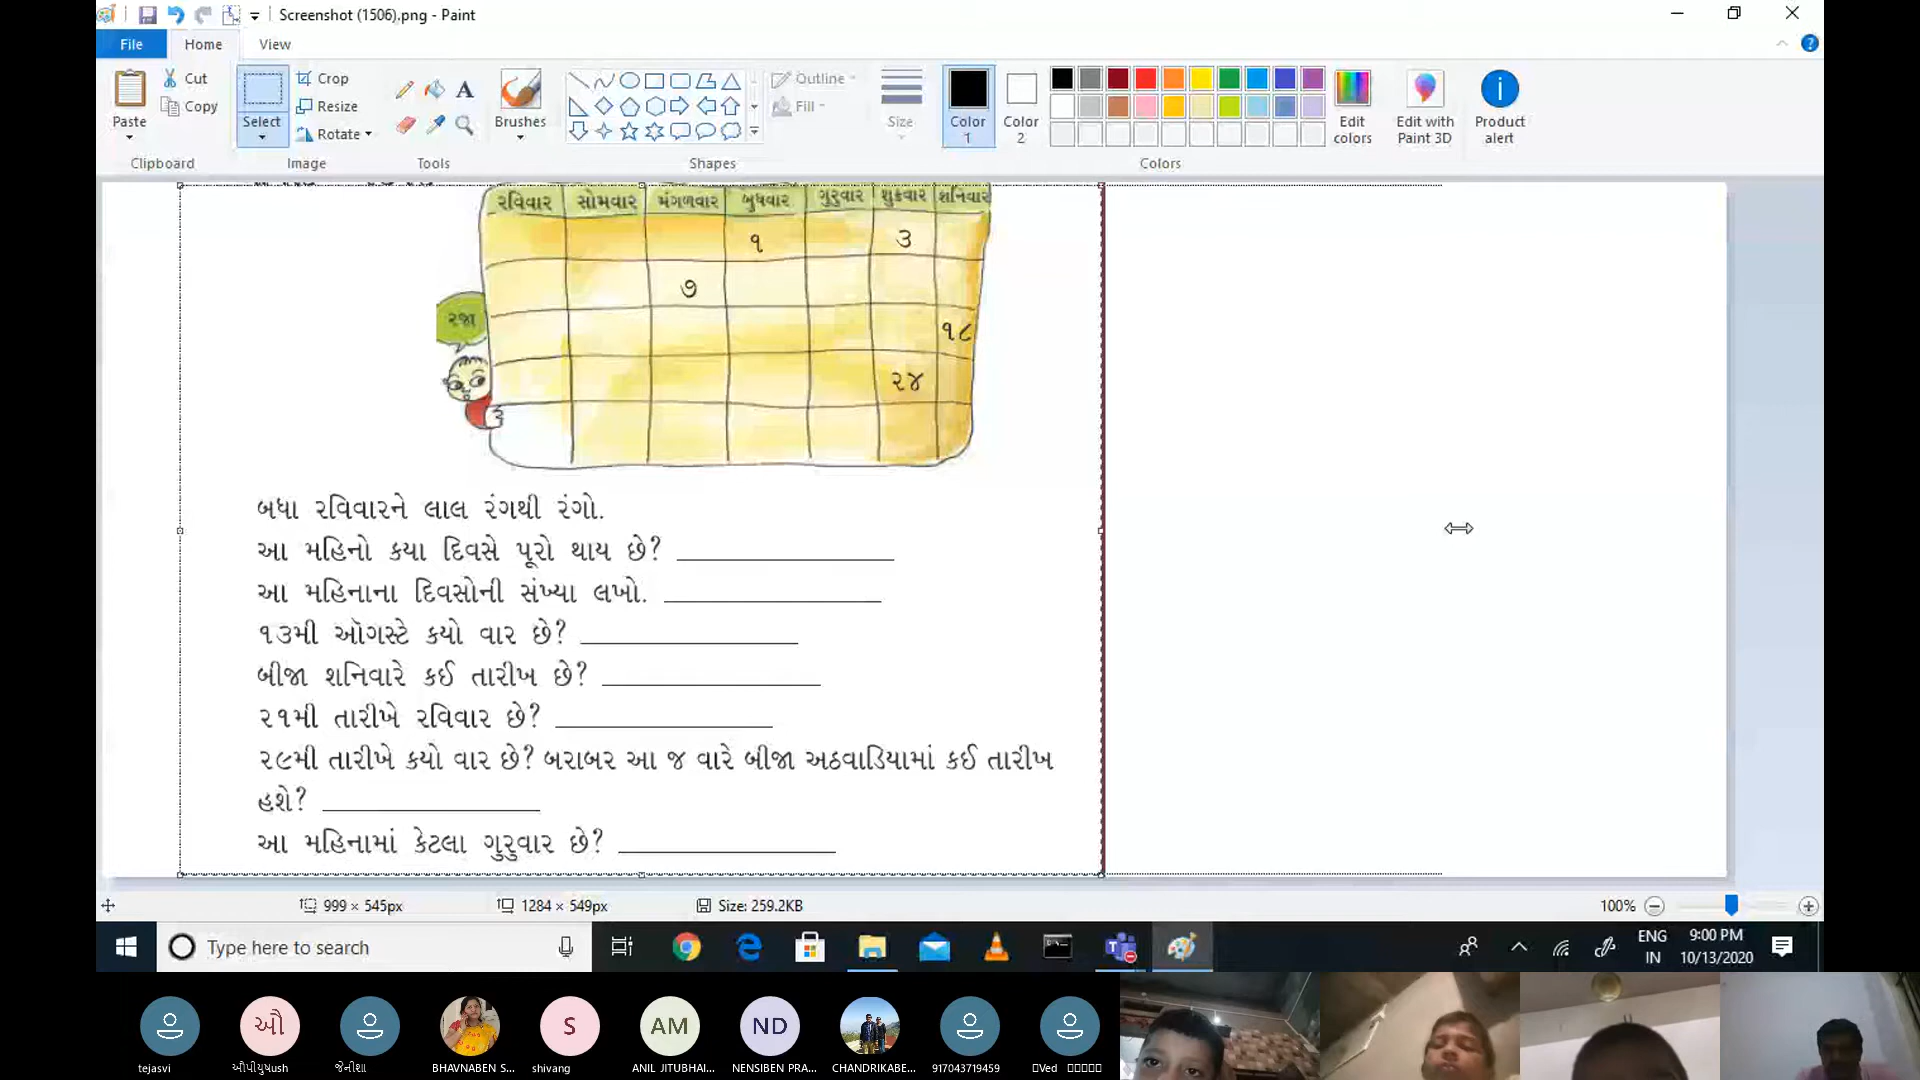 Screenshot (1506).png - Paint
File Home View
Paste Cut Copy Clipboard
Select Crop Resize Rotate Image
Tools
Brushes
Shapes Outline Fill
Size
Color 1
Color 2
Colors
Edit colors
Edit with Paint 3D
Product alert
રવિવાર સોમવાર મંગળવાર બુધવાર ગુરુવાર શુક્રવાર શનિવાર
૧ ૩
૭
રજા
૧૮
૨૪
બધા રવિવારને લાલ રંગથી રંગો.
આ મહિનો કયા દિવસે પૂરો થાય છે?
આ મહિનાના દિવસોની સંખ્યા લખો.
૧૩મી ઑગસ્ટે કયો વાર છે?
બીજા શનિવારે કઈ તારીખ છે?
૨૧મી તારીખે રવિવાર છે?
૨૯મી તારીખે કયો વાર છે? બરાબર આ જ વારે બીજા અઠવાડિયામાં કઈ તારીખ
હશે?
આ મહિનામાં કેટલા ગુરુવાર છે?
999 × 545px 1284 × 549px Size: 259.2KB 100%
Type here to search
ENG IN
9:00 PM
10/13/2020
ઔ S AM ND
tejasvi ઔપીયુષush જેનીશા BHAVNABEN S... shivang ANIL JITUBHAI... NENSIBEN PRA... CHANDRIKABE... 917043719459 Ved